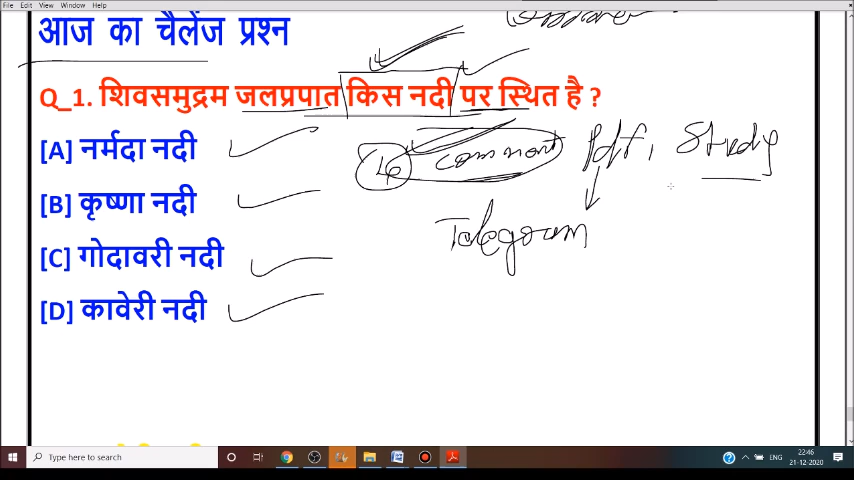 File Edit View Window Help
आज का चैलेंज प्रश्न
Q_1. शिवसमुद्रम जलप्रपात किस नदी पर स्थित है ?
[A] नर्मदा नदी
[B] कृष्णा नदी
[C] गोदावरी नदी
[D] कावेरी नदी
comment Pdf, Study
Telegram
Type here to search
ENG
22:46
21-12-2020